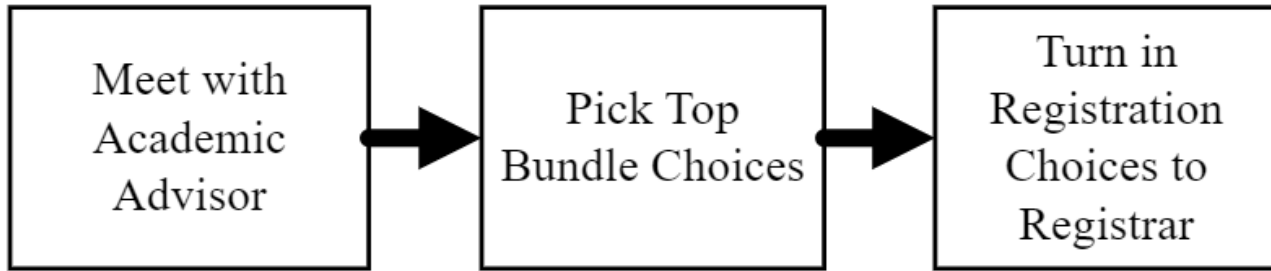 Meet with
Academic
Advisor
Pick Top
Bundle Choices
Turn in
Registration
Choices to
Registrar